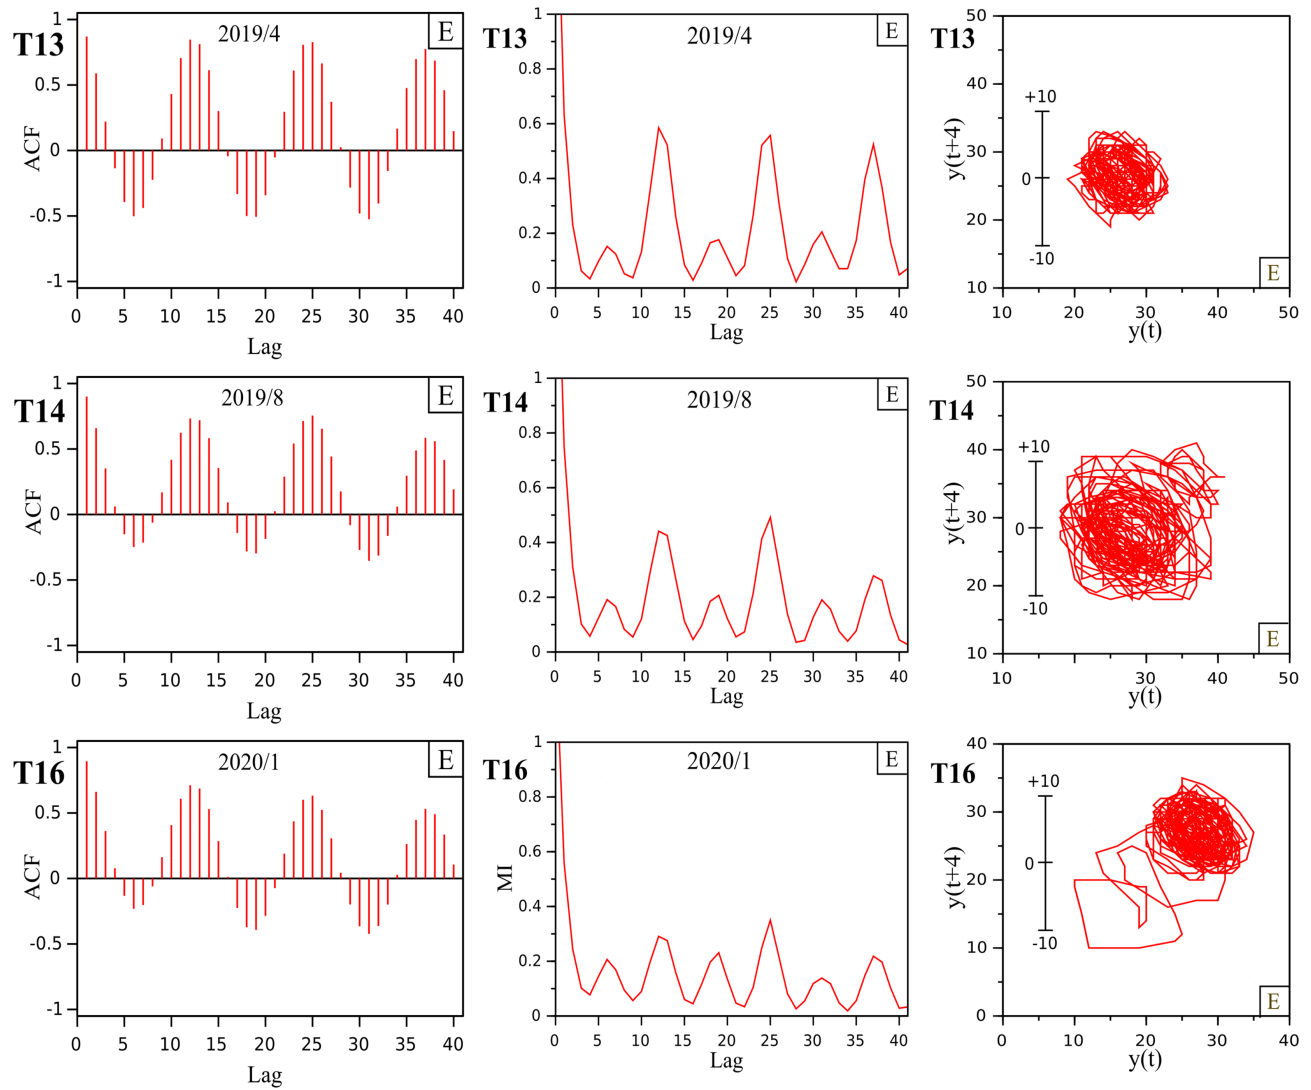 T13
2019/4
E
ACF
1
0.5
0
-0.5
-1
0 5 10 15 20 25 30 35 40
Lag
T13
2019/4
E
1
0.8
0.6
0.4
0.2
0
0 5 10 15 20 25 30 35 40
Lag
T13
y(t+4)
50
40
30
20
10
+10
0
-10
E
10 20 30 40 50
y(t)
T14
2019/8
E
ACF
1
0.5
0
-0.5
-1
0 5 10 15 20 25 30 35 40
Lag
T14
2019/8
E
1
0.8
0.6
0.4
0.2
0
0 5 10 15 20 25 30 35 40
Lag
T14
y(t+4)
50
40
30
20
10
+10
0
-10
E
10 30 40 50
y(t)
T16
2020/1
E
ACF
1
0.5
0
-0.5
-1
0 5 10 15 20 25 30 35 40
Lag
T16
2020/1
E
MI
1
0.8
0.6
0.4
0.2
0
0 5 10 15 20 25 30 35 40
Lag
T16
y(t+4)
40
30
20
10
0
+10
0
-10
E
0 10 20 30 40
y(t)